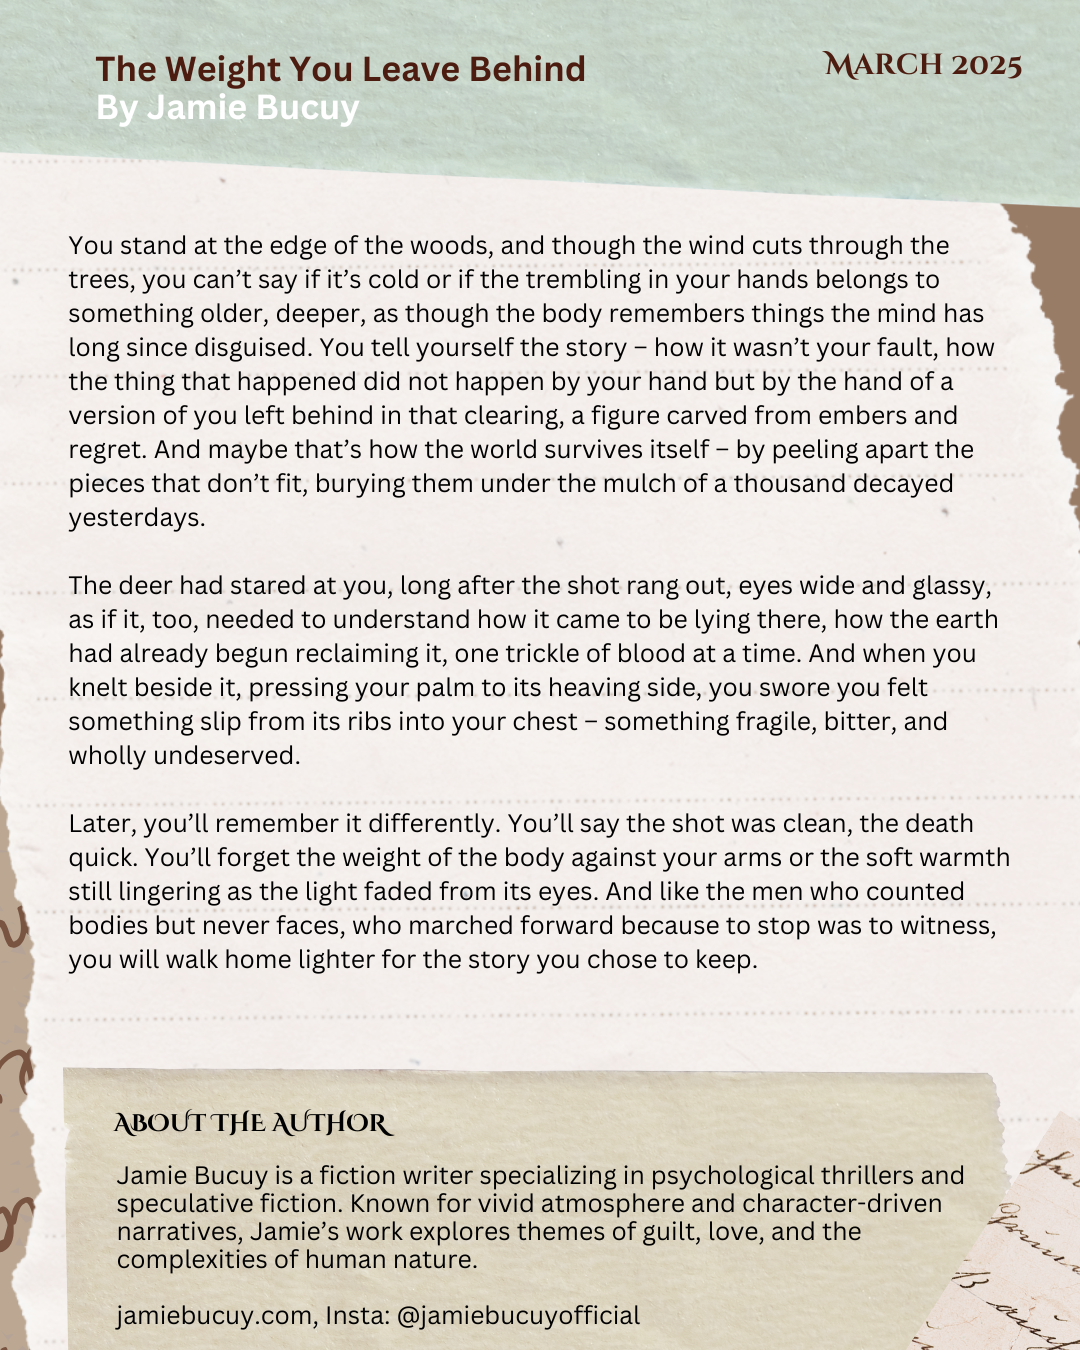 The Weight You Leave Behind
By Jamie Bucuy
MARCH 2025
You stand at the edge of the woods, and though the wind cuts through the
trees, you can’t say if it’s cold or if the trembling in your hands belongs to
something older, deeper, as though the body remembers things the mind has
long since disguised. You tell yourself the story – how it wasn’t your fault, how
the thing that happened did not happen by your hand but by the hand of a
version of you left behind in that clearing, a figure carved from embers and
regret. And maybe that’s how the world survives itself – by peeling apart the
pieces that don’t fit, burying them under the mulch of a thousand decayed
yesterdays.
The deer had stared at you, long after the shot rang out, eyes wide and glassy,
as if it, too, needed to understand how it came to be lying there, how the earth
had already begun reclaiming it, one trickle of blood at a time. And when you
knelt beside it, pressing your palm to its heaving side, you swore you felt
something slip from its ribs into your chest – something fragile, bitter, and
wholly undeserved.
Later, you’ll remember it differently. You’ll say the shot was clean, the death
quick. You’ll forget the weight of the body against your arms or the soft warmth
still lingering as the light faded from its eyes. And like the men who counted
bodies but never faces, who marched forward because to stop was to witness,
you will walk home lighter for the story you chose to keep.
ABOUT THE AUTHOR
Jamie Bucuy is a fiction writer specializing in psychological thrillers and
speculative fiction. Known for vivid atmosphere and character-driven
narratives, Jamie’s work explores themes of guilt, love, and the
complexities of human nature.
jamiebucuy.com, Insta: @jamiebucuyofficial